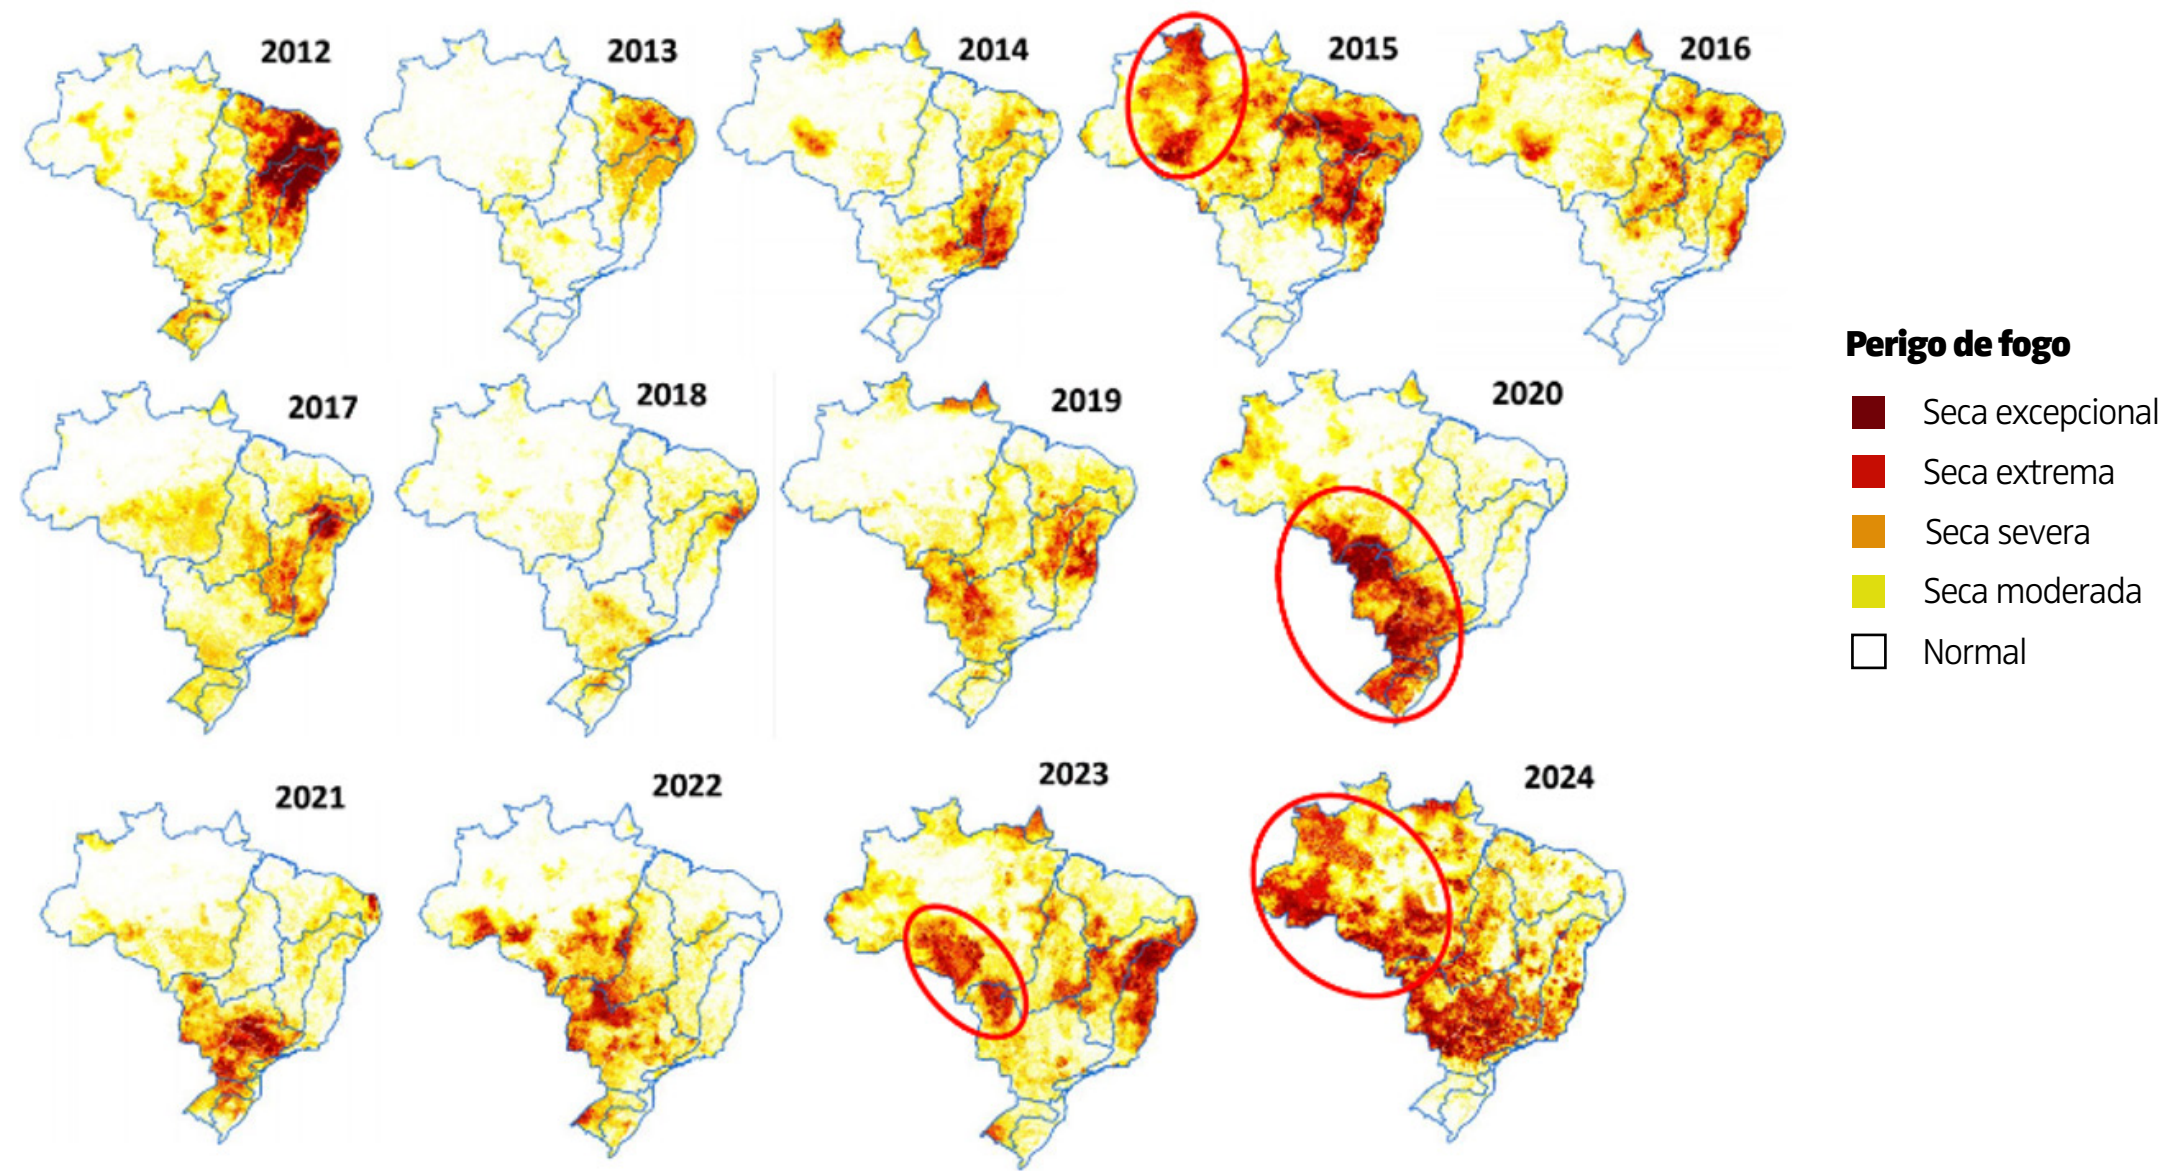 2012
2013
2014
2015
2016
2017
2018
2019
2020
2021
2022
2023
2024
Perigo de fogo
Seca excepcional
Seca extrema
Seca severa
Seca moderada
Normal